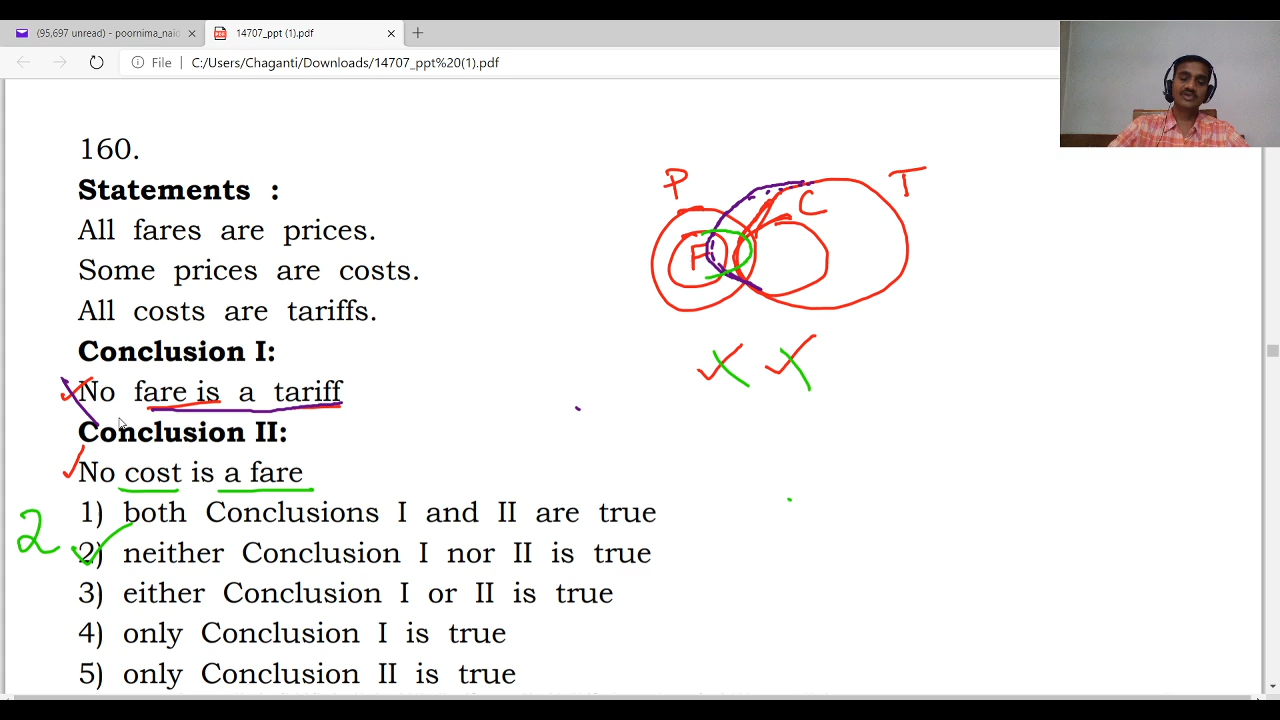 (95,697 unread) - poornima_naid
14707_ppt (1).pdf
File | C:/Users/Chaganti/Downloads/14707_ppt%20(1).pdf
160.
Statements :
All fares are prices.
Some prices are costs.
All costs are tariffs.
Conclusion I:
No fare is a tariff
Conclusion II:
No cost is a fare
1) both Conclusions I and II are true
2) neither Conclusion I nor II is true
3) either Conclusion I or II is true
4) only Conclusion I is true
5) only Conclusion II is true
2
P
T
C
F